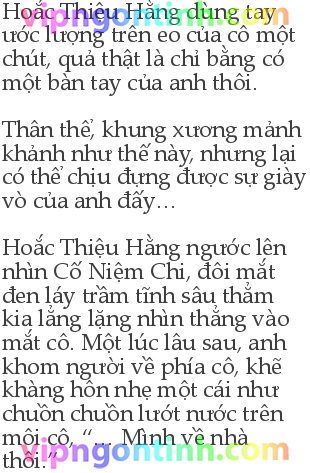 Hoắc Thiệu Hằng dùng tay
vipngontinh.com
ước lượng trên eo của cô một
chút, quả thật là chỉ bằng có
một bàn tay của anh thôi.
Thân thể, khung xương mảnh
khảnh như thế này, nhưng lại
có thể chịu đựng được sự giày
vò của anh đấy...
Hoắc Thiệu Hằng ngước lên
nhìn Cố Niệm Chi, đôi mắt
đen láy trầm tĩnh sâu thẳm
kia lẳng lặng nhìn thẳng vào
mắt cô. Một lúc lâu sau, anh
khom người về phía cô, khẽ
khàng hôn nhẹ một cái như
chuồn chuồn lướt nước trên
môi cô, “... Mình về nhà
vipngontinh.com
thôi.”